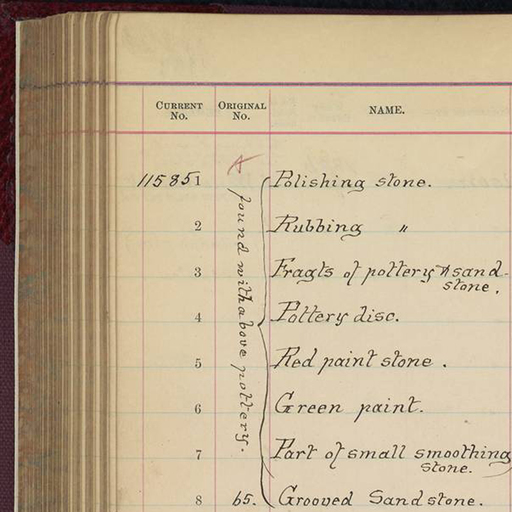 CURRENT No. ORIGINAL No. NAME.
115851 Polishing stone.
2 Rubbing "
3 Fragts of pottery & sand-
stone.
4 Pottery disc.
5 Red paint stone.
6 Green paint.
7 Part of small smoothing
stone.
8 65. Grooved Sandstone.
found with above pottery.